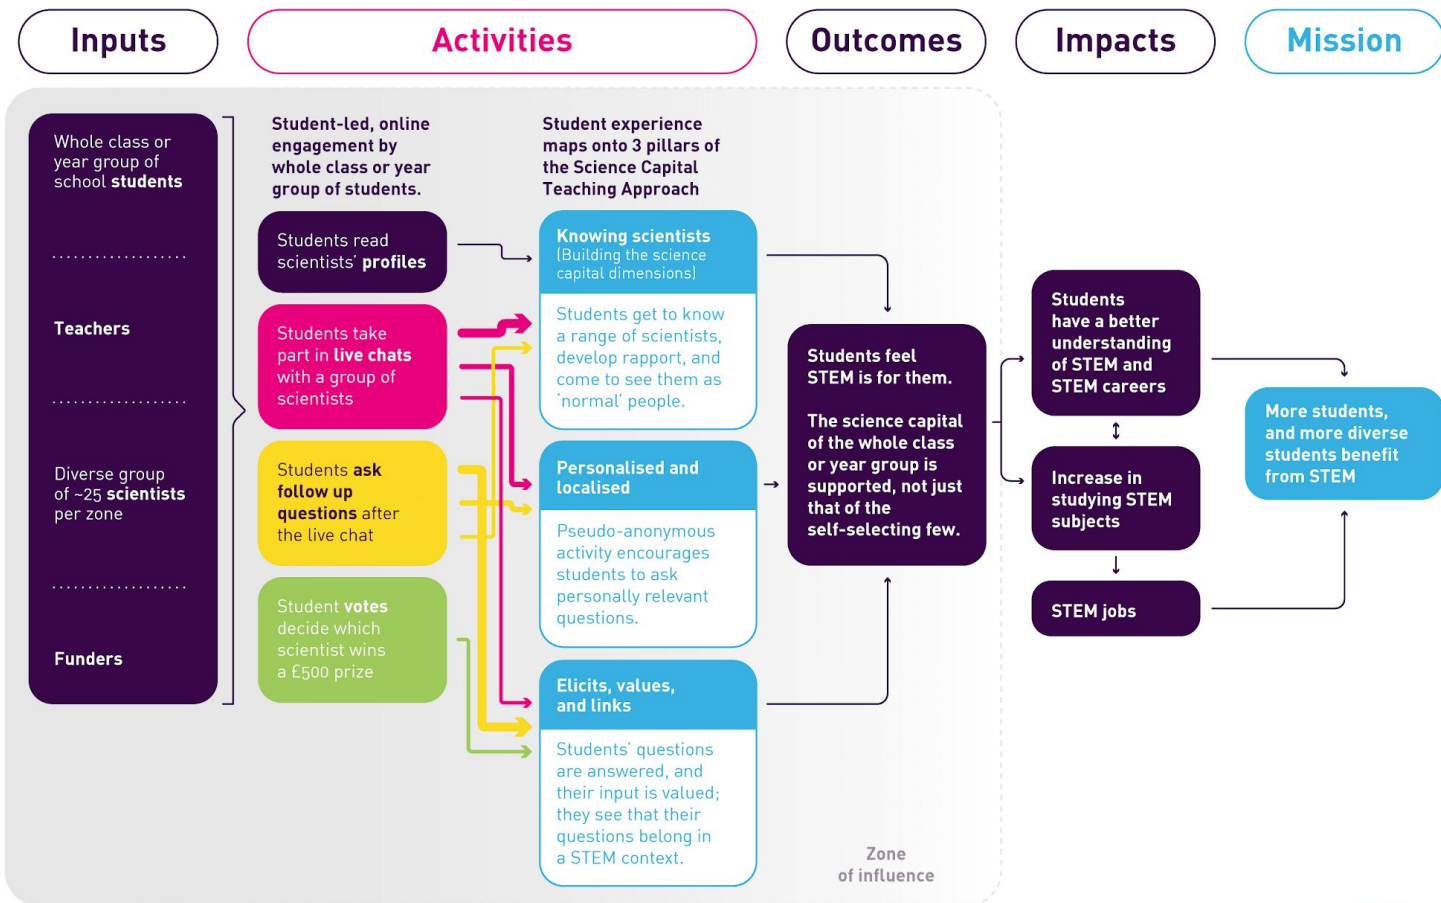 Inputs
Activities
Outcomes
Impacts
Mission
Whole class or
year group of
school students
Teachers
Diverse group
of ~25 scientists
per zone
Funders
Student-led, online
engagement by
whole class or year
group of students.
Students read
scientists’ profiles
Students take
part in live chats
with a group of
scientists
Students ask
follow up
questions after
the live chat
Student votes
decide which
scientist wins
a £500 prize
Student experience
maps onto 3 pillars of
the Science Capital
Teaching Approach
Knowing scientists
(Building the science
capital dimensions)
Students get to know
a range of scientists,
develop rapport, and
come to see them as
‘normal’ people.
Personalised and
localised
Pseudo-anonymous
activity encourages
students to ask
personally relevant
questions.
Elicits, values,
and links
Students’ questions
are answered, and
their input is valued;
they see that their
questions belong in
a STEM context.
Students feel
STEM is for them.
The science capital
of the whole class
or year group is
supported, not just
that of the
self-selecting few.
Zone
of influence
Students
have a better
understanding
of STEM and
STEM careers
Increase in
studying STEM
subjects
STEM jobs
More students,
and more diverse
students benefit
from STEM